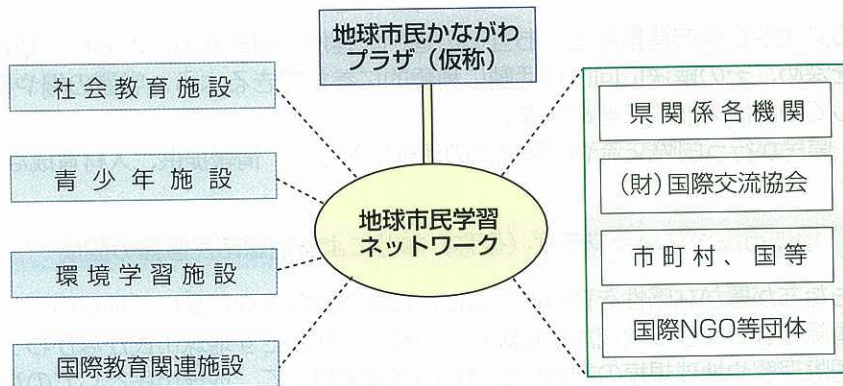 地球市民かながわ
プラザ（仮称）
社会教育施設
青少年施設
環境学習施設
国際教育関連施設
地球市民学習
ネットワーク
県関係各機関
(財)国際交流協会
市町村、国等
国際NGO等団体